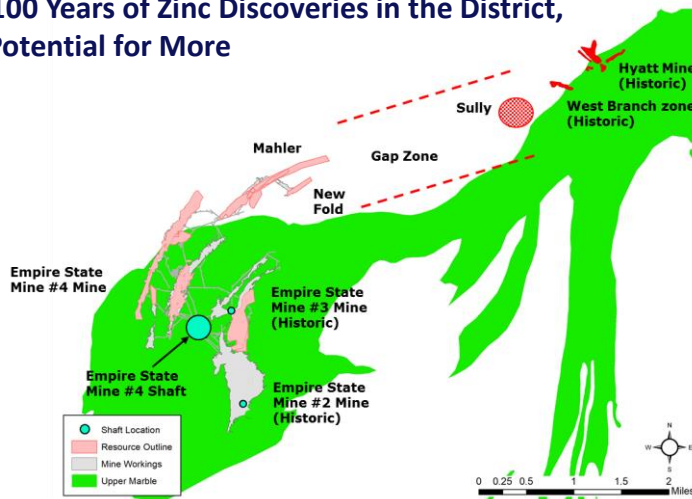 100 Years of Zinc Discoveries in the District,
Potential for More
Hyatt Mine
(Historic)
West Branch zone
(Historic)
Sully
Mahler
Gap Zone
New
Fold
Empire State
Mine #4 Mine
Empire State
Mine #3 Mine
(Historic)
Empire State
Mine #4 Shaft
Empire State
Mine #2 Mine
(Historic)
Shaft Location
Resource Outline
Mine Workings
Upper Marble
N
W E
S
0 0.25 0.5 1 1.5 2
Miles